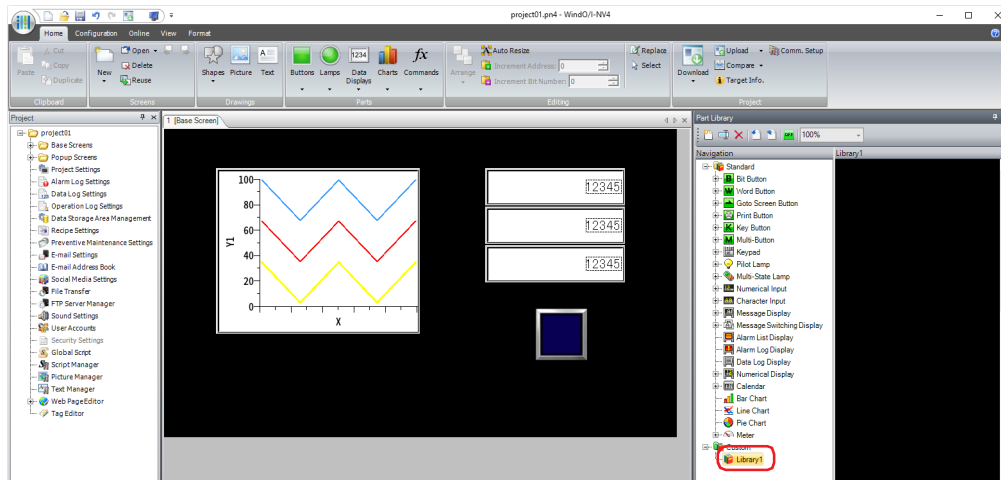 project01.pn4 - WindO/I-NV4
Home Configuration Online View Format
Paste Cut Copy Duplicate
Clipboard
New Open Delete Reuse
Screens
Shapes Picture Text
Drawings
Buttons Lamps 1234 Data Displays Charts fx Commands
Parts
Arrange Auto Resize Increment Address: 0 Increment Bit Number: 0 Replace Select
Editing
Download Upload Compare Target Info. Comm. Setup
Project
Project
project01
Base Screens
Popup Screens
Project Settings
Alarm Log Settings
Data Log Settings
Operation Log Settings
Data Storage Area Management
Recipe Settings
Preventive Maintenance Settings
E-mail Settings
E-mail Address Book
Social Media Settings
File Transfer
FTP Server Manager
Sound Settings
User Accounts
Security Settings
Global Script
Script Manager
Picture Manager
Text Manager
Web PageEditor
Tag Editor
1 [Base Screen]
100
80
60
40
20
0
Y1
X
12345
12345
12345
Part Library
OFF 100%
Navigation
Library1
Standard
Bit Button
Word Button
Goto Screen Button
Print Button
Key Button
Multi-Button
Keypad
Pilot Lamp
Multi-State Lamp
Numerical Input
Character Input
Message Display
Message Switching Display
Alarm List Display
Alarm Log Display
Data Log Display
Numerical Display
Calendar
Bar Chart
Line Chart
Pie Chart
Meter
Custom
Library1